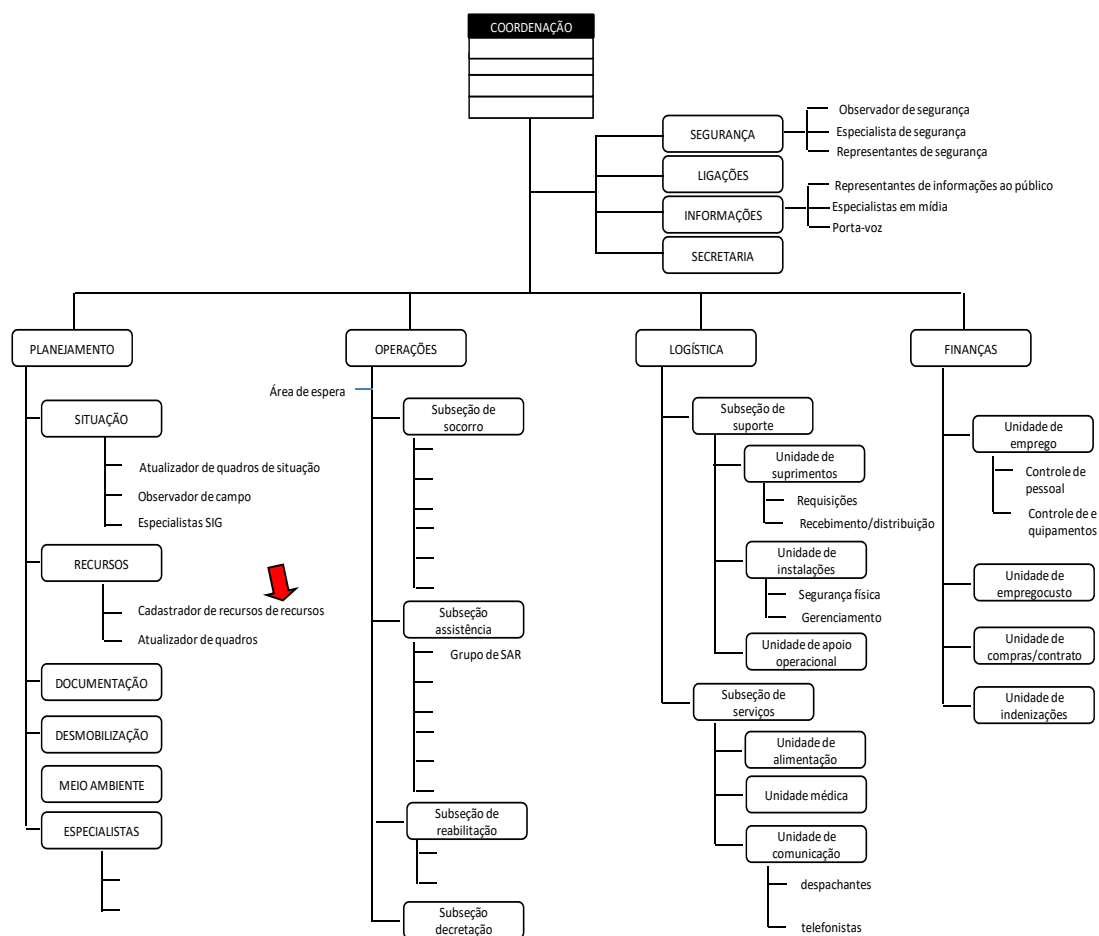 COORDENAÇÃO
SEGURANÇA
Observador de segurança
Especialista de segurança
Representantes de segurança
LIGAÇÕES
INFORMAÇÕES
Representantes de informações ao público
Especialistas em mídia
Porta-voz
SECRETARIA
PLANEJAMENTO
SITUAÇÃO
Atualizador de quadros de situação
Observador de campo
Especialistas SIG
RECURSOS
Cadastrador de recursos de recursos
Atualizador de quadros
DOCUMENTAÇÃO
DESMOBILIZAÇÃO
MEIO AMBIENTE
ESPECIALISTAS
OPERAÇÕES
Área de espera
Subseção de
socorro
Subseção
assistência
Grupo de SAR
Subseção de
reabilitação
Subseção
decretação
LOGÍSTICA
Subseção de
suporte
Unidade de
suprimentos
Requisições
Recebimento/distribuição
Unidade de
instalações
Segurança física
Gerenciamento
Unidade de apoio
operacional
Subseção de
serviços
Unidade de
alimentação
Unidade médica
Unidade de
comunicação
despachantes
telefonistas
FINANÇAS
Unidade de
emprego
Controle de
pessoal
Controle de e
quipamentos
Unidade de
empregocusto
Unidade de
compras/contrato
Unidade de
indenizações